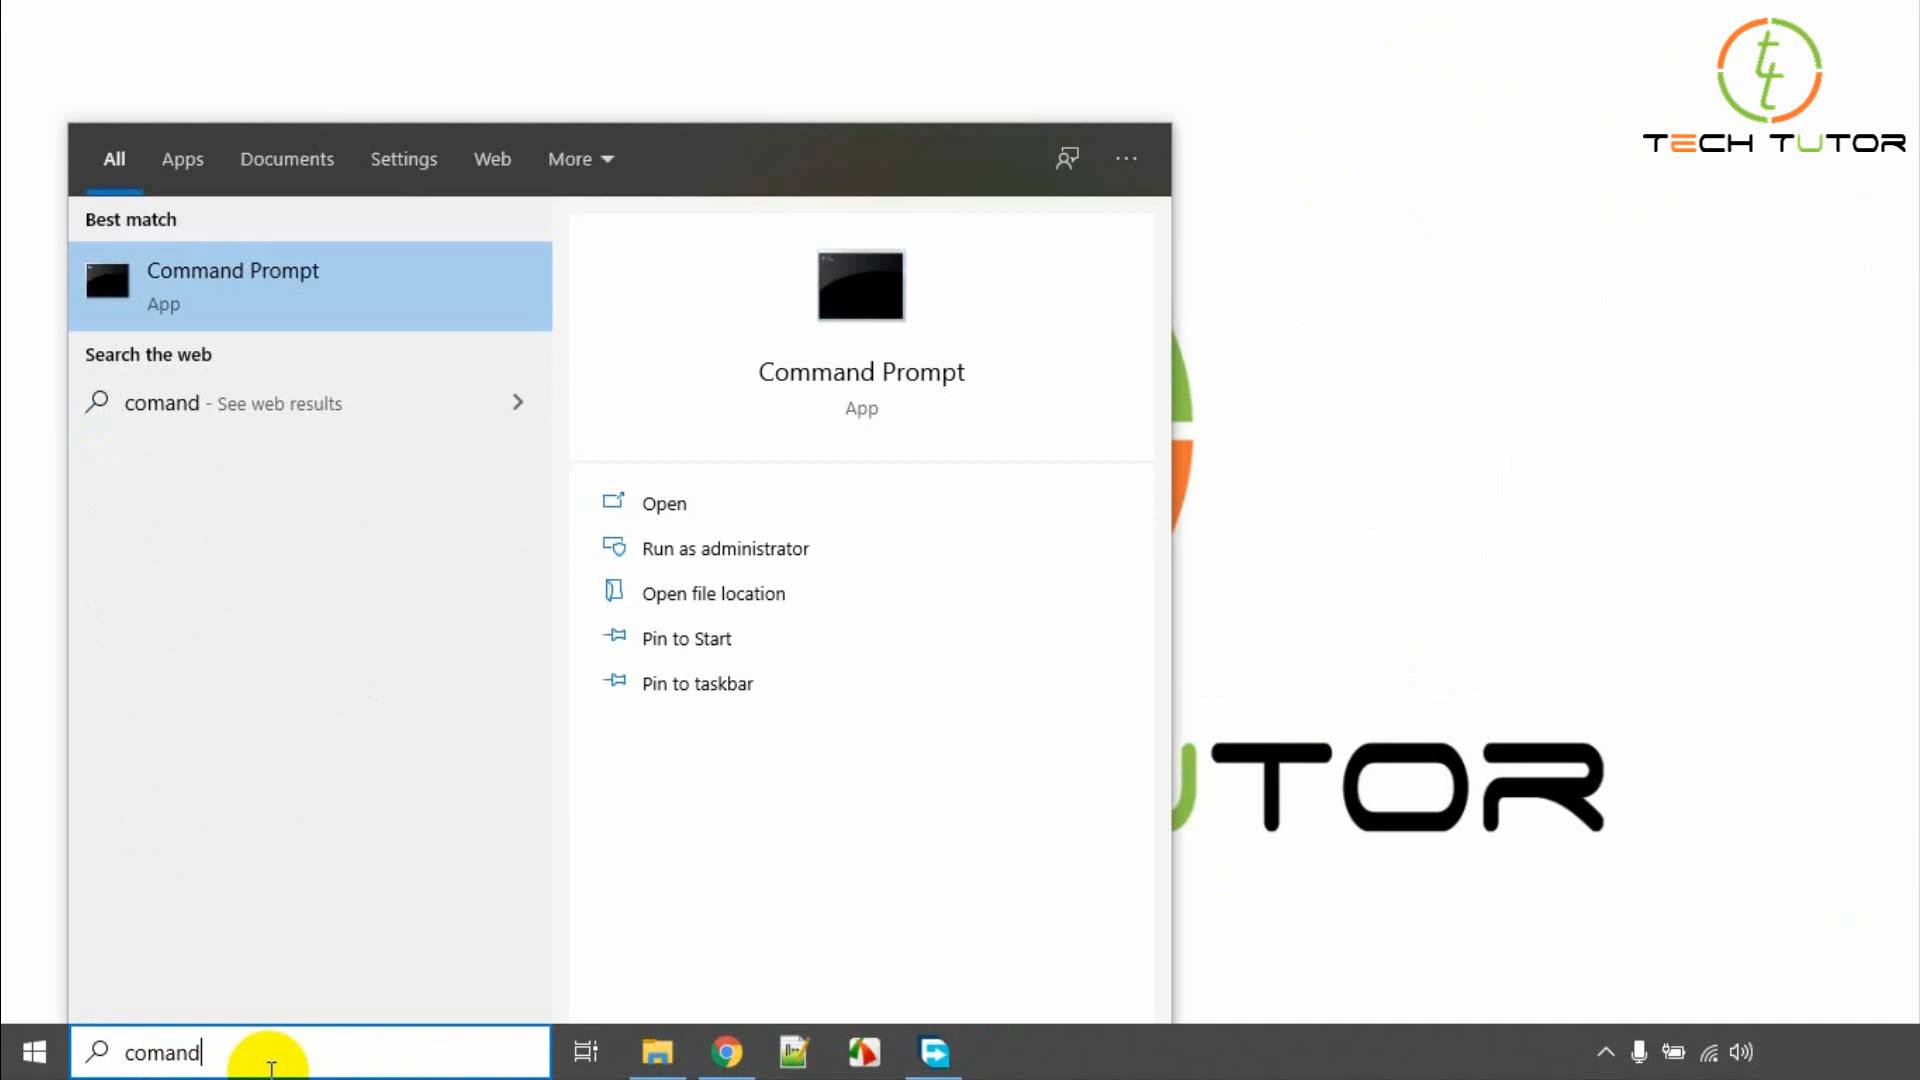 TECH TUTOR
All Apps Documents Settings Web More
Best match
Command Prompt
App
Search the web
comand - See web results
Command Prompt
App
Open
Run as administrator
Open file location
Pin to Start
Pin to taskbar
UTOR
comand